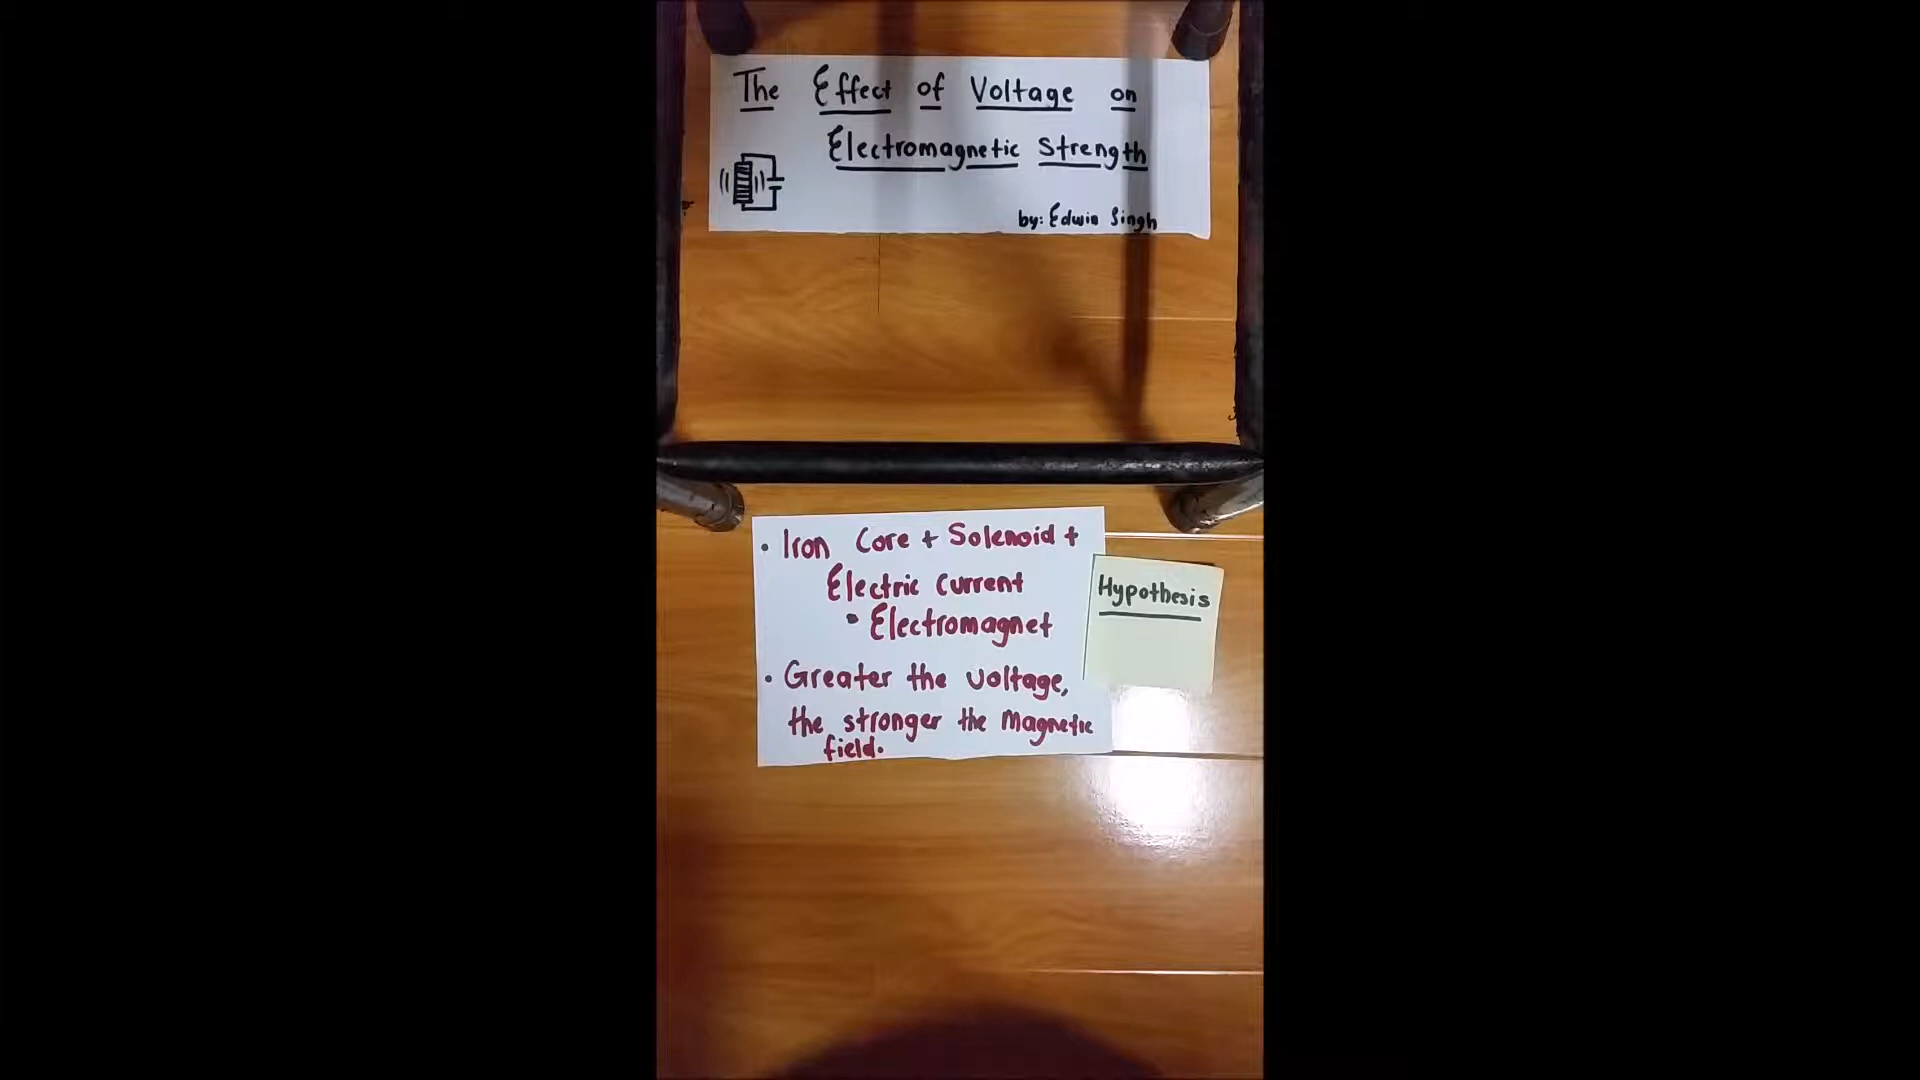 The Effect of Voltage on
Electromagnetic Strength
by: Edwin Singh
• Iron Core + Solenoid +
Electric Current
• Electromagnet
• Greater the voltage,
the stronger the Magnetic
field.
Hypothesis